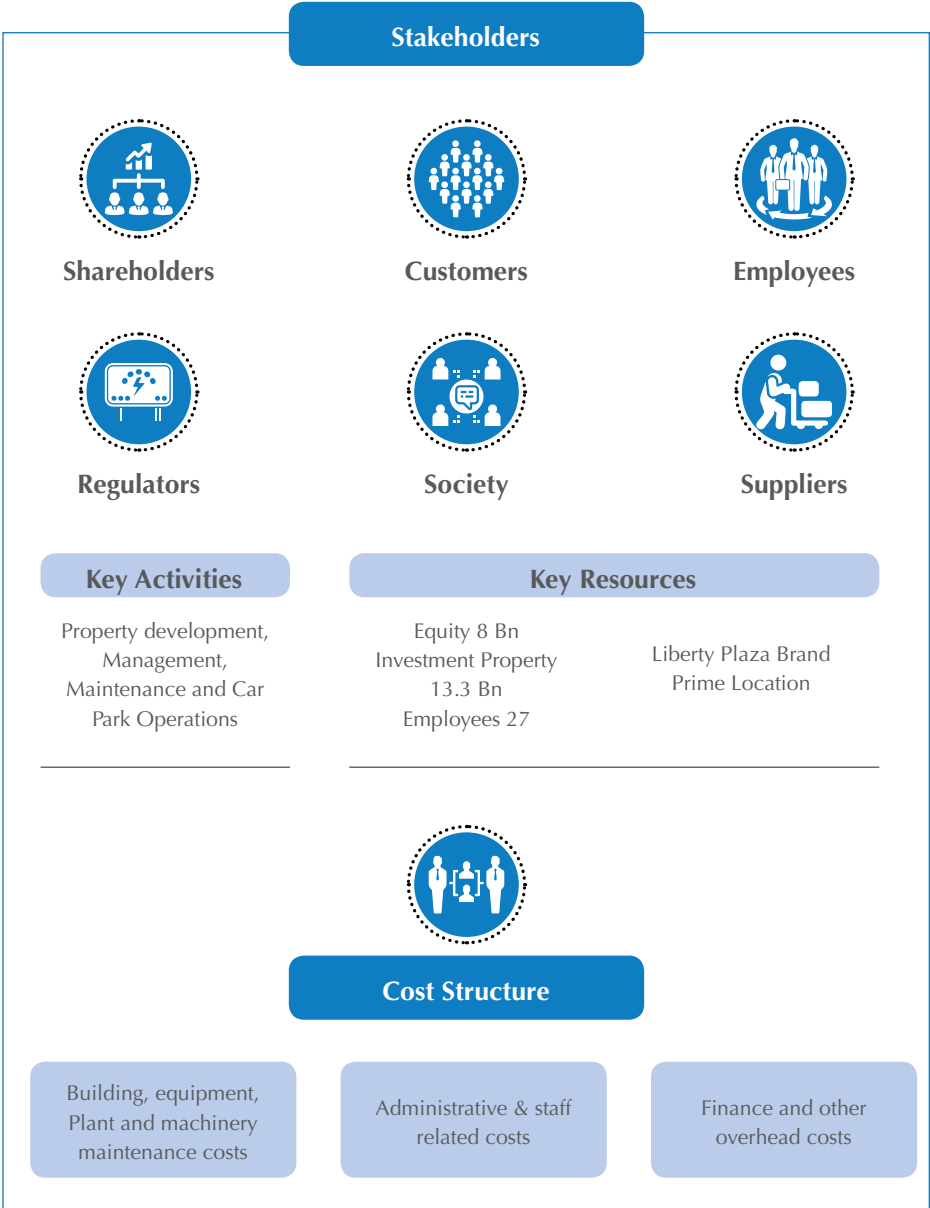 Stakeholders
Shareholders
Customers
Employees
Regulators
Society
Suppliers
Key Activities
Property development,
Management,
Maintenance and Car
Park Operations
Key Resources
Equity 8 Bn
Investment Property
13.3 Bn
Employees 27
Liberty Plaza Brand
Prime Location
Cost Structure
Building, equipment,
Plant and machinery
maintenance costs
Administrative & staff
related costs
Finance and other
overhead costs